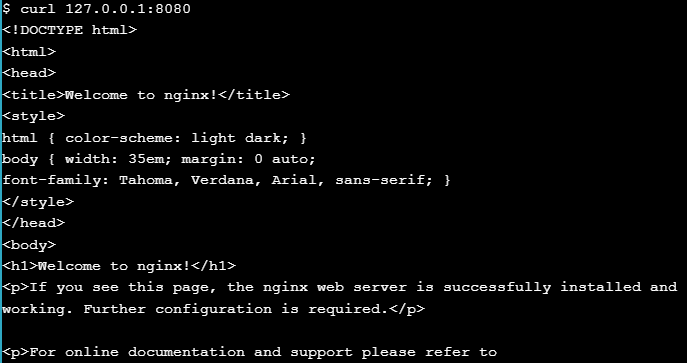 $ curl 127.0.0.1:8080
<!DOCTYPE html>
<html>
<head>
<title>Welcome to nginx!</title>
<style>
html { color-scheme: light dark; }
body { width: 35em; margin: 0 auto;
font-family: Tahoma, Verdana, Arial, sans-serif; }
</style>
</head>
<body>
<h1>Welcome to nginx!</h1>
<p>If you see this page, the nginx web server is successfully installed and
working. Further configuration is required.</p>

<p>For online documentation and support please refer to